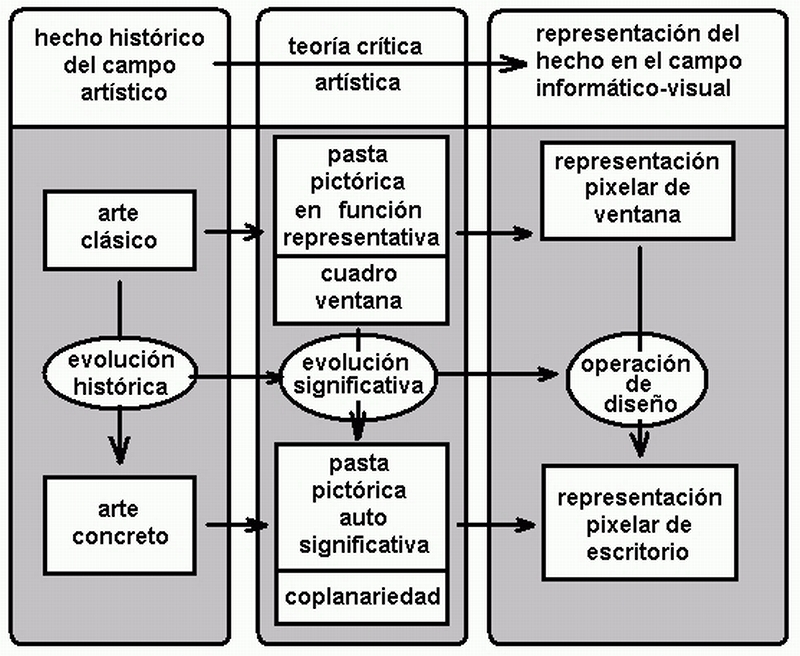 hecho histórico
del campo
artístico
teoría crítica
artística
representación del
hecho en el campo
informático-visual
arte
clásico
pasta
pictórica
en función
representativa
cuadro
ventana
representación
pixelar de
ventana
evolución
histórica
evolución
significativa
operación
de
diseño
arte
concreto
pasta
pictórica
auto
significativa
coplanariedad
representación
pixelar de
escritorio